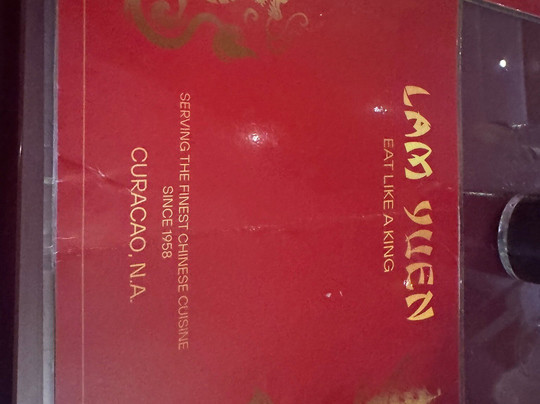 LAM YUEN
EAT LIKE A KING
SERVING THE FINEST CHINESE CUISINE
SINCE 1958
CURACAO, N.A.